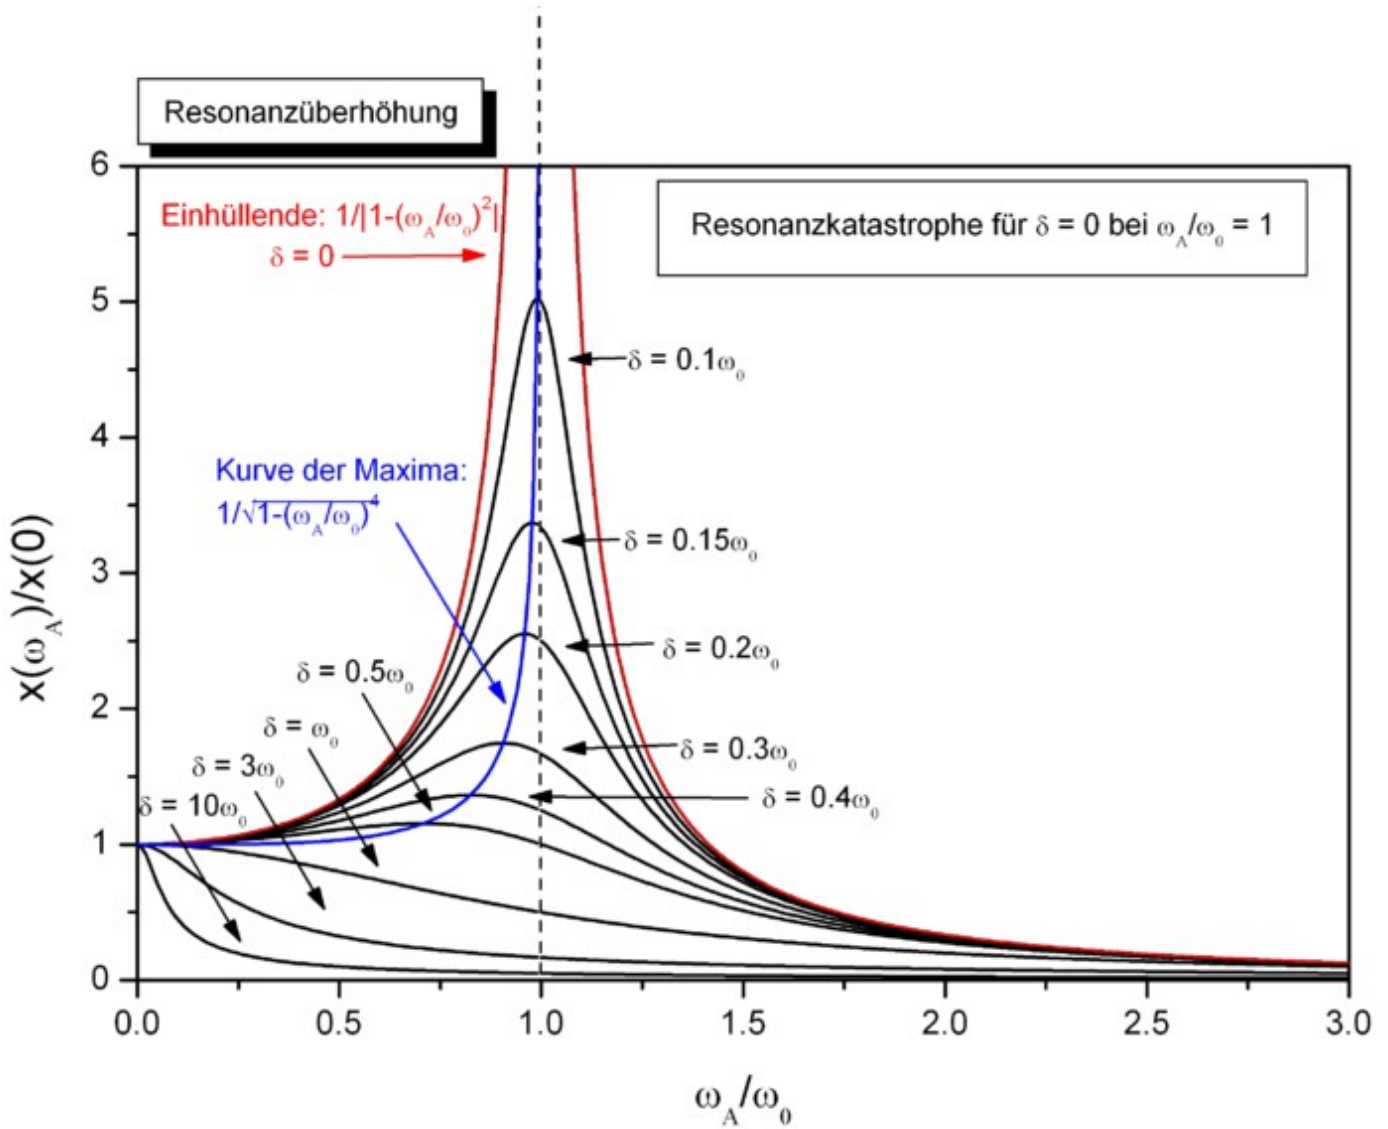 Resonanzüberhöhung
Einhüllende: 1/|1-(ω_A/ω_0)^2|
δ = 0
Resonanzkatastrophe für δ = 0 bei ω_A/ω_0 = 1
δ = 0.1ω_0
Kurve der Maxima:
1/√1-(ω_A/ω_0)^4
δ = 0.15ω_0
δ = 0.2ω_0
δ = 0.5ω_0
δ = ω_0
δ = 0.3ω_0
δ = 3ω_0
δ = 0.4ω_0
δ = 10ω_0
x(ω_A)/x(0)
6
5
4
3
2
1
0
0.0 0.5 1.0 1.5 2.0 2.5 3.0
ω_A/ω_0